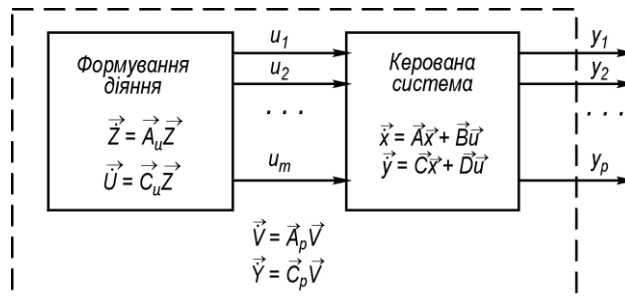 Формування
діяння
Ż = AᵤZ
U̇ = CᵤZ
u₁
u₂
. . .
uₘ
Керована
система
ẋ = Ax + Bu
ẏ = Cx + Du
y₁
y₂
. . .
yₚ
V̇ = AₚV
Ẏ = CₚV